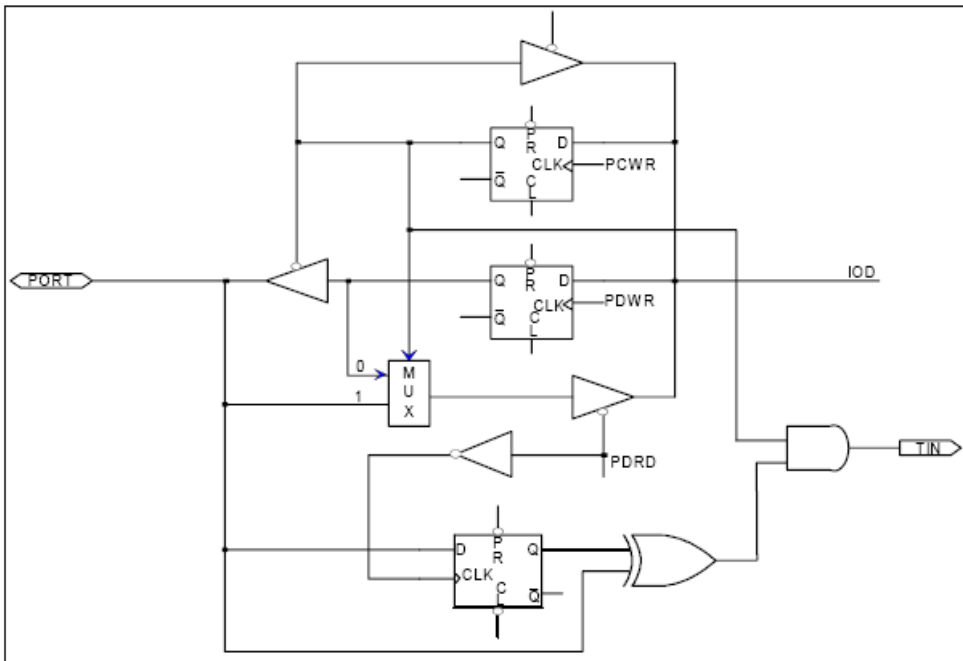 P
Q R D
CLK PCWR
Q C
L
P
PORT Q R D IOD
CLK PDWR
Q C
L
0 M
U
1 X
PDRD TIN
P
D R Q
CLK
C Q
L